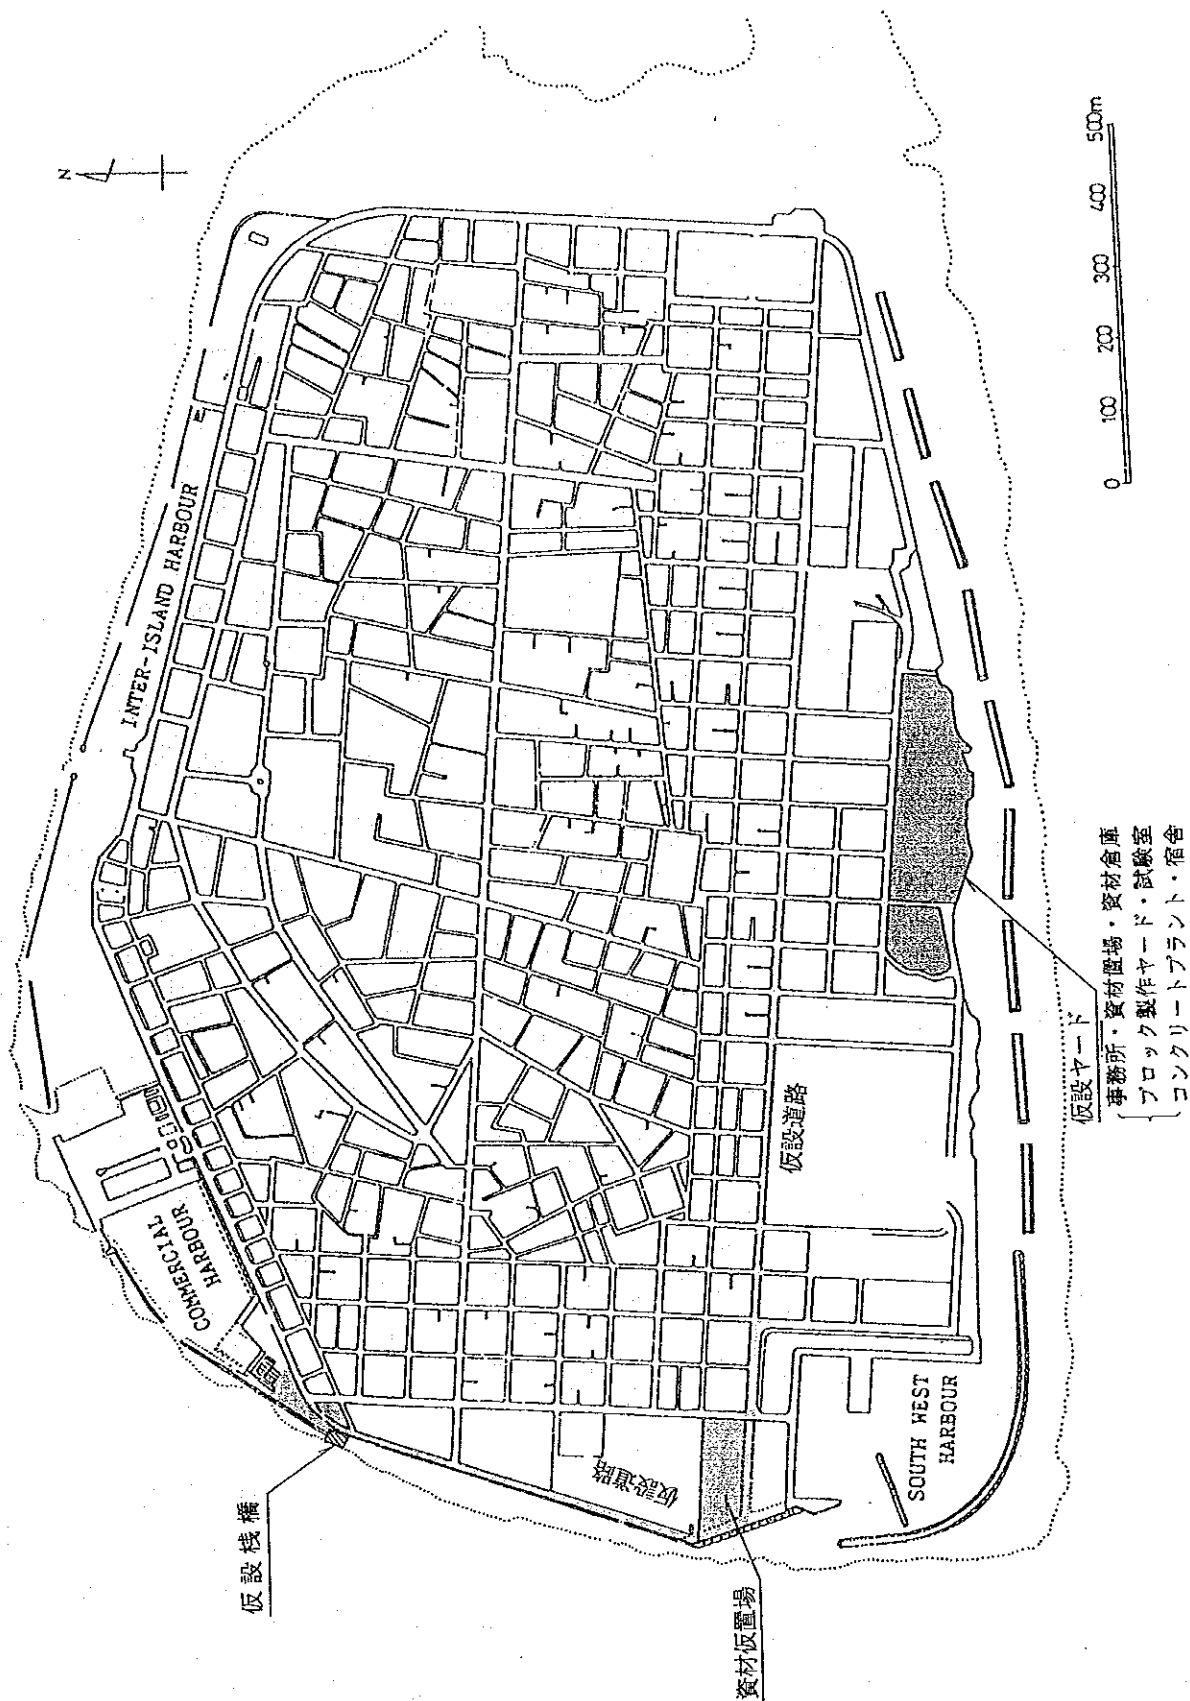 N
INTER-ISLAND HARBOUR
COMMERCIAL
HARBOUR
仮設桟橋
仮設道路
仮設道路
資材仮置場
SOUTH WEST
HARBOUR
仮設ヤード
事務所・資材置場・資材倉庫
ブロック製作ヤード・試験室
コンクリートプラント・宿舎
0 100 200 300 400 500m